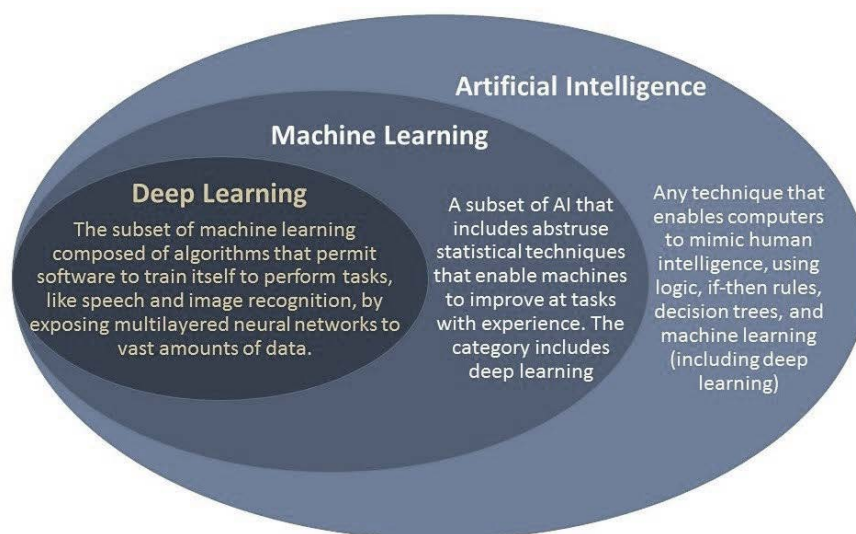 Artificial Intelligence
Machine Learning
Deep Learning
The subset of machine learning
composed of algorithms that permit
software to train itself to perform tasks,
like speech and image recognition, by
exposing multilayered neural networks to
vast amounts of data.
A subset of AI that
includes abstruse
statistical techniques
that enable machines
to improve at tasks
with experience. The
category includes
deep learning
Any technique that
enables computers
to mimic human
intelligence, using
logic, if-then rules,
decision trees, and
machine learning
(including deep
learning)